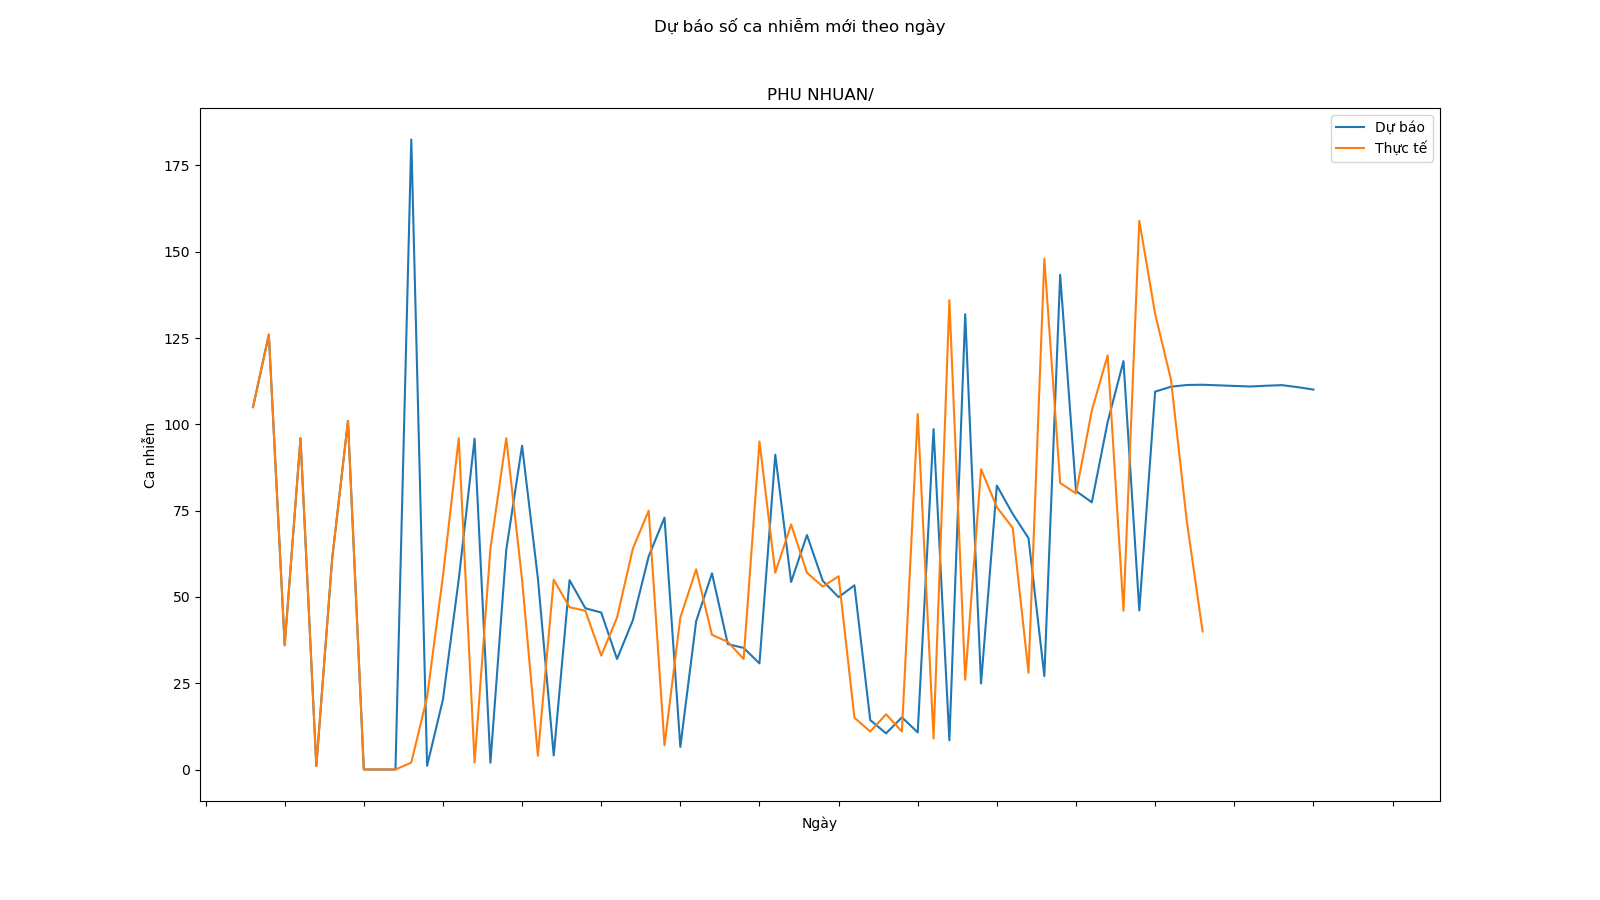 Dự báo số ca nhiễm mới theo ngày
PHU NHUAN/
Dự báo
Thực tế
175
150
125
100
75
50
25
0
Ca nhiễm
Ngày